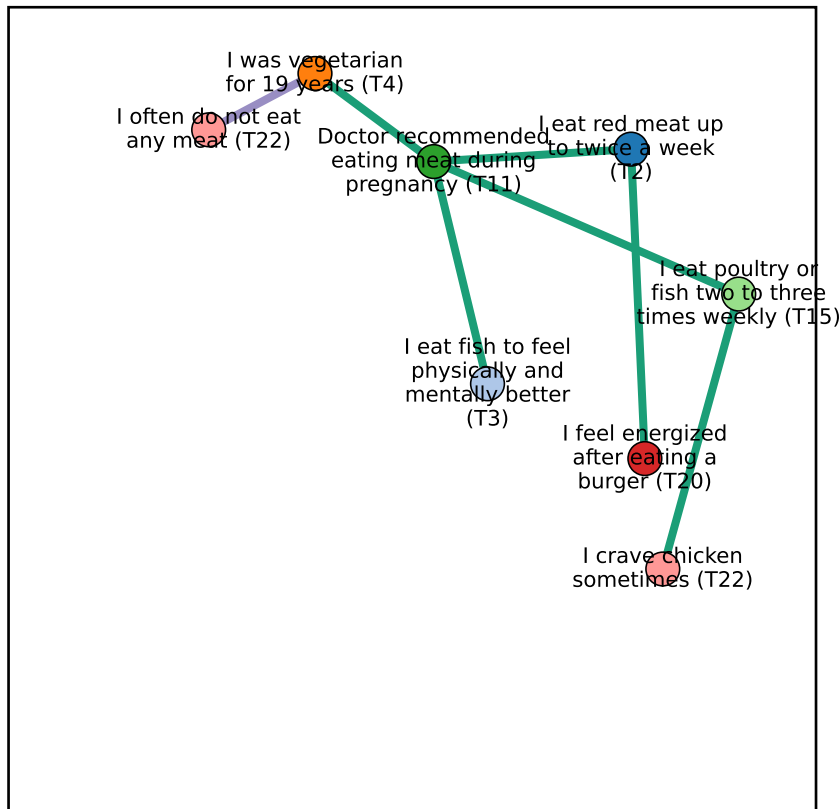 I was vegetarian
for 19 years (T4)
I often do not eat
any meat (T22)
Doctor recommended
eating meat during
pregnancy (T11)
I eat red meat up
to twice a week
(T2)
I eat poultry or
fish two to three
times weekly (T15)
I eat fish to feel
physically and
mentally better
(T3)
I feel energized
after eating a
burger (T20)
I crave chicken
sometimes (T22)